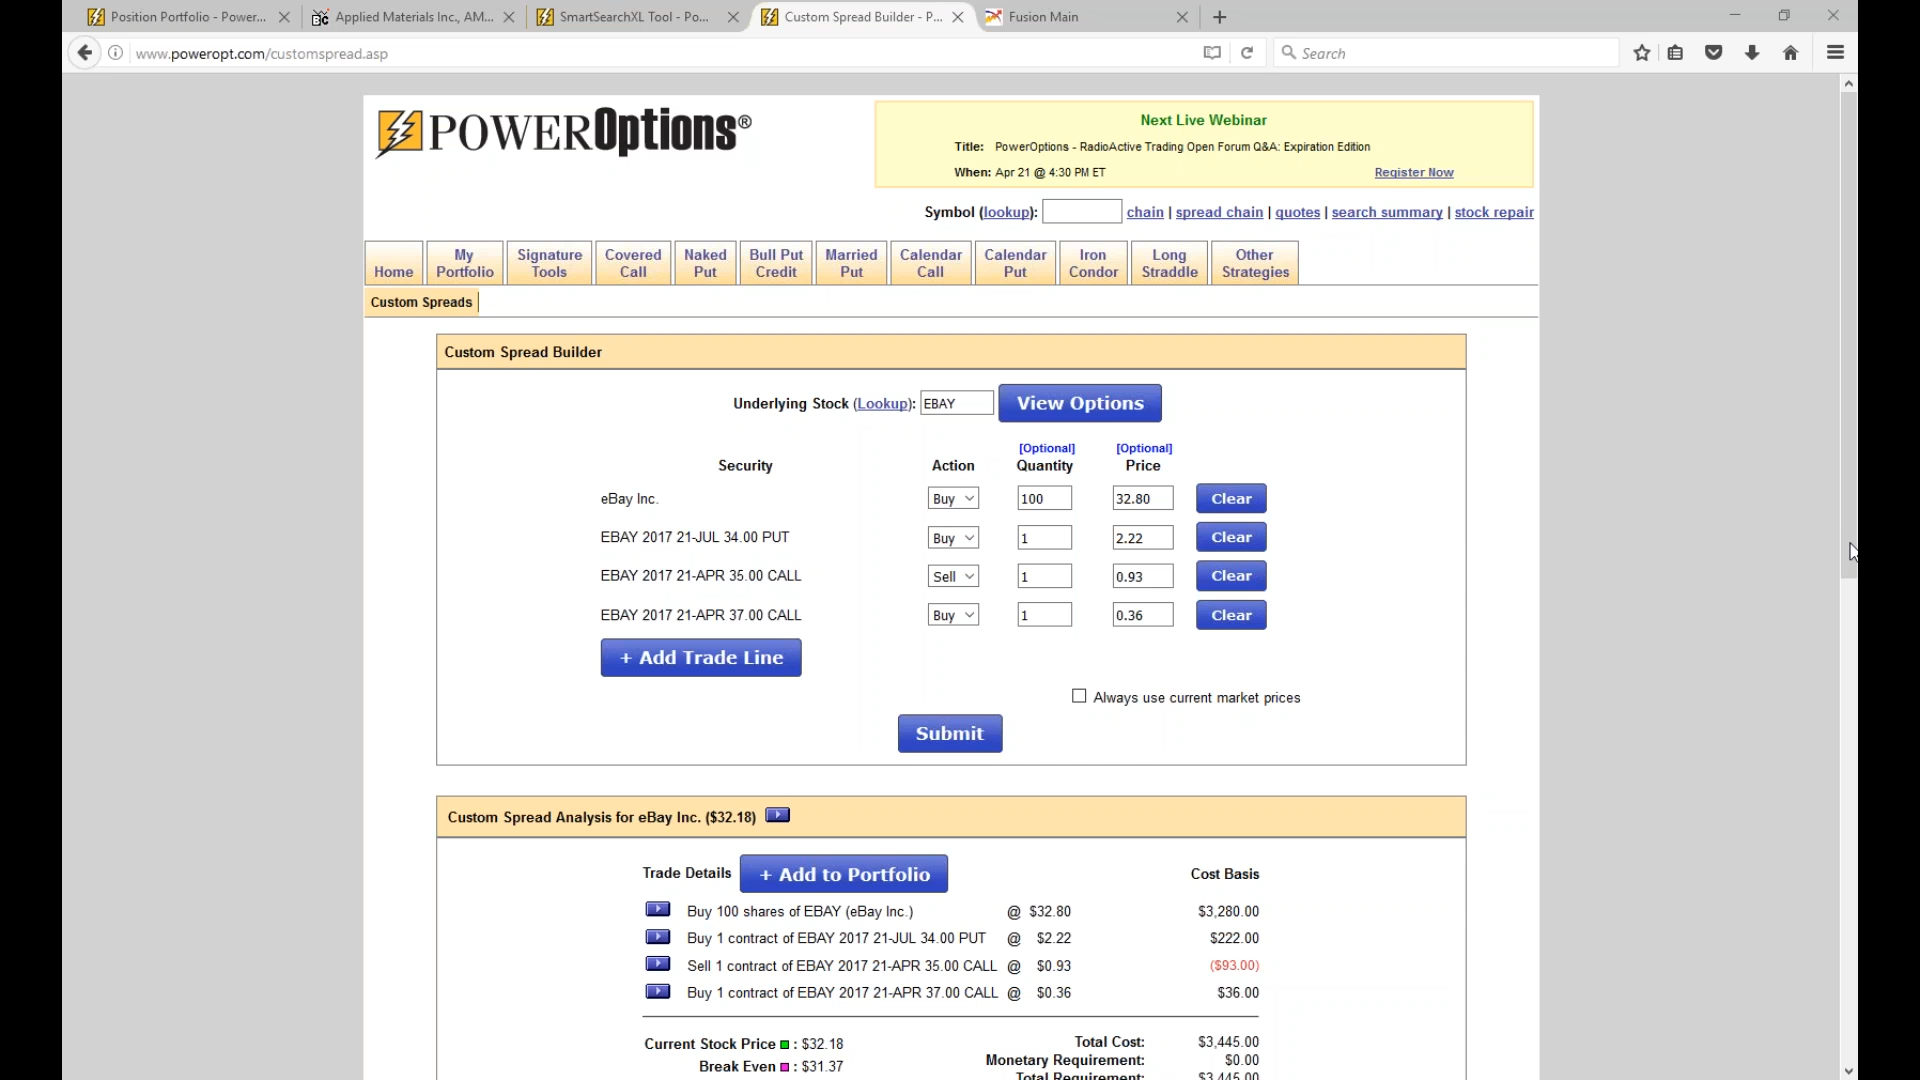 Position Portfolio - Power...
Applied Materials Inc., AM...
SmartSearchXL Tool - Po...
Custom Spread Builder - P...
Fusion Main
www.poweropt.com/customspread.asp
Search
POWEROptions®
Next Live Webinar
Title: PowerOptions - RadioActive Trading Open Forum Q&A: Expiration Edition
When: Apr 21 @ 4:30 PM ET Register Now
Symbol (lookup): chain | spread chain | quotes | search summary | stock repair
Home
My Portfolio
Signature Tools
Covered Call
Naked Put
Bull Put Credit
Married Put
Calendar Call
Calendar Put
Iron Condor
Long Straddle
Other Strategies
Custom Spreads
Custom Spread Builder
Underlying Stock (Lookup): EBAY View Options
[Optional] [Optional]
Security Action Quantity Price
eBay Inc. Buy 100 32.80 Clear
EBAY 2017 21-JUL 34.00 PUT Buy 1 2.22 Clear
EBAY 2017 21-APR 35.00 CALL Sell 1 0.93 Clear
EBAY 2017 21-APR 37.00 CALL Buy 1 0.36 Clear
+ Add Trade Line
Always use current market prices
Submit
Custom Spread Analysis for eBay Inc. ($32.18)
Trade Details + Add to Portfolio Cost Basis
Buy 100 shares of EBAY (eBay Inc.) @ $32.80 $3,280.00
Buy 1 contract of EBAY 2017 21-JUL 34.00 PUT @ $2.22 $222.00
Sell 1 contract of EBAY 2017 21-APR 35.00 CALL @ $0.93 ($93.00)
Buy 1 contract of EBAY 2017 21-APR 37.00 CALL @ $0.36 $36.00
Current Stock Price : $32.18 Total Cost: $3,445.00
Monetary Requirement: $0.00
Break Even : $31.37
Total Requirement: $3,445.00